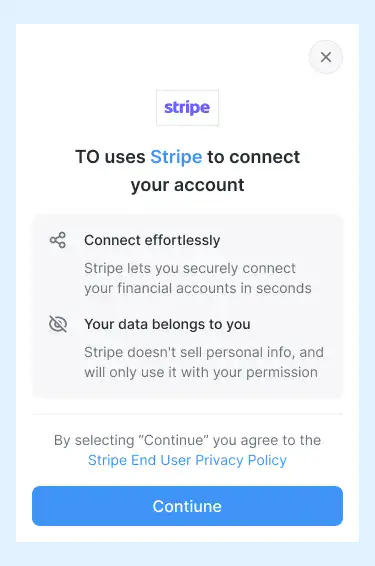 stripe
TO uses Stripe to connect
your account
Connect effortlessly
Stripe lets you securely connect
your financial accounts in seconds
Your data belongs to you
Stripe doesn't sell personal info, and
will only use it with your permission
By selecting “Continue” you agree to the
Stripe End User Privacy Policy
Contiune